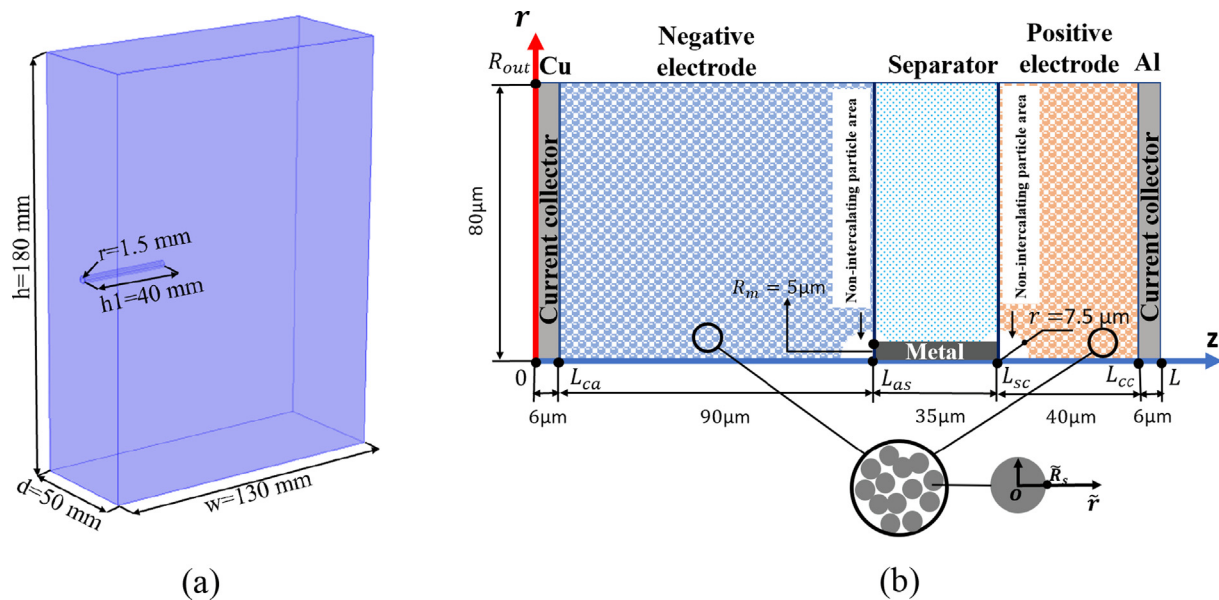 h=180 mm
r=1.5 mm
h1=40 mm
d=50 mm
w=130 mm
(a)
r
R_out
Cu
Negative
electrode
Separator
Positive
electrode
Al
80μm
Current collector
Non-intercalating particle area
Non-intercalating particle area
Current collector
R_m = 5μm
r =7.5 μm
Metal
z
0
L_ca
L_as
L_sc
L_cc
L
6μm
90μm
35μm
40μm
6μm
o
R̃_s
r̃
(b)